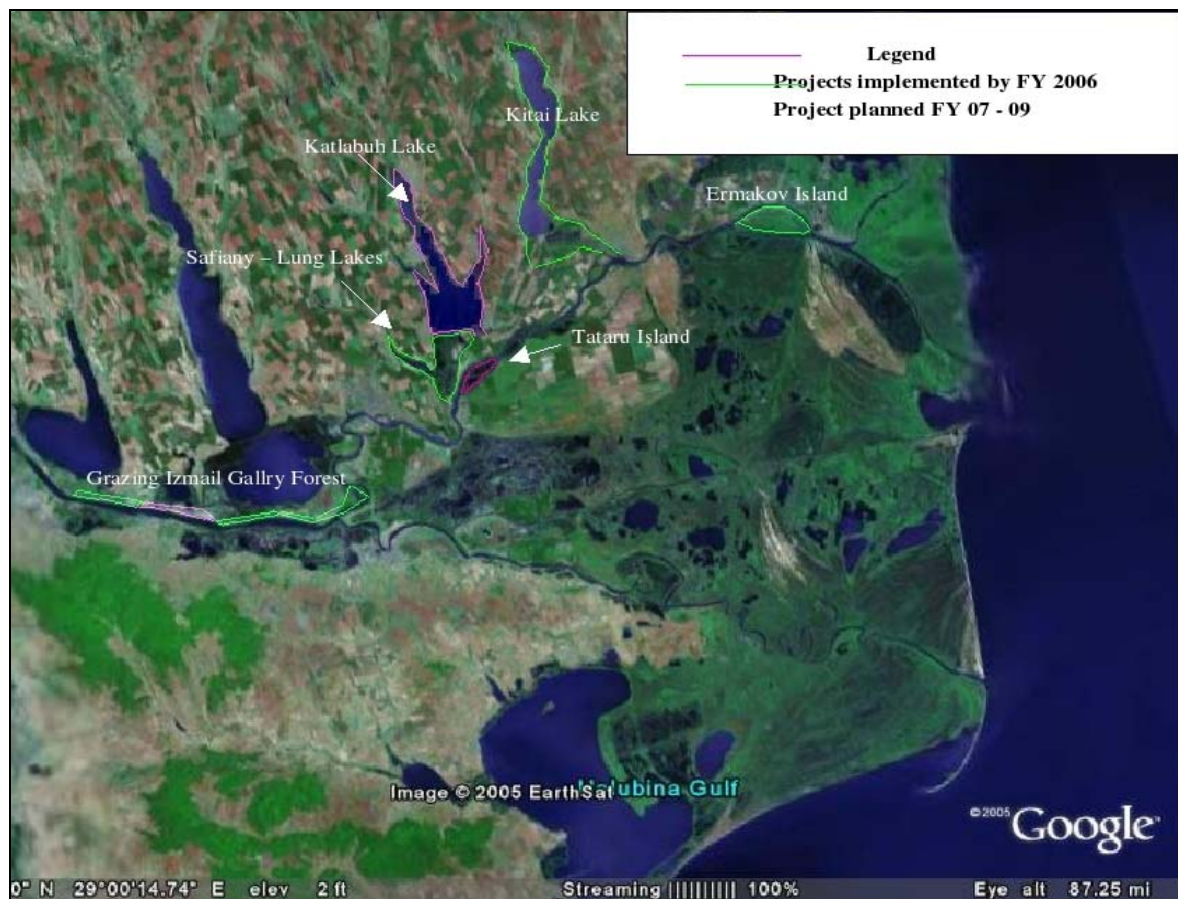 Legend
Projects implemented by FY 2006
Project planned FY 07 - 09
Kitai Lake
Katlabuh Lake
Ermakov Island
Safiany – Lung Lakes
Tataru Island
Grazing Izmail Gallry Forest
Image © 2005 EarthSat
Gulf
© 2005 Google™
0" N 29°00'14.74" E elev 2 ft
Streaming |||||||||| 100%
Eye alt 87.25 mi